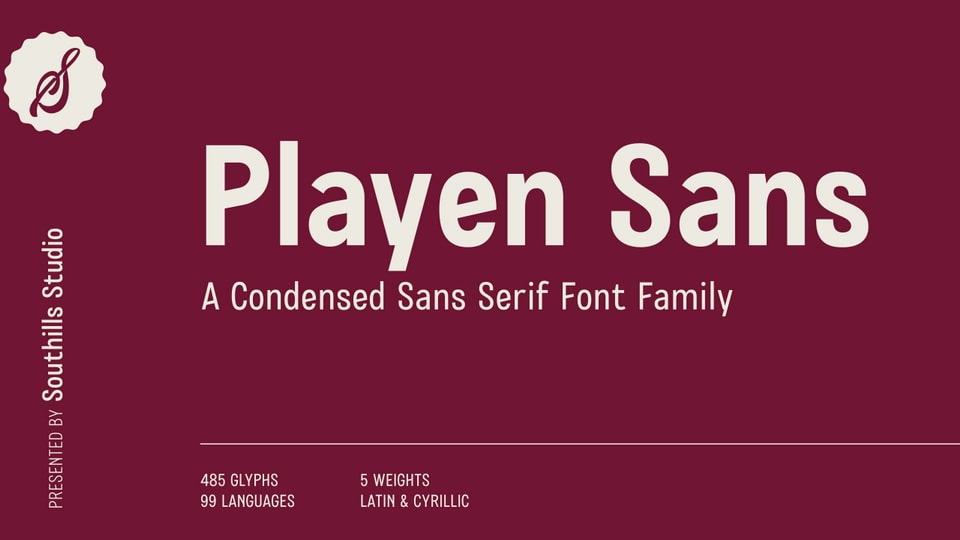 Playen Sans
A Condensed Sans Serif Font Family
PRESENTED BY Southills Studio
485 GLYPHS
99 LANGUAGES
5 WEIGHTS
LATIN & CYRILLIC